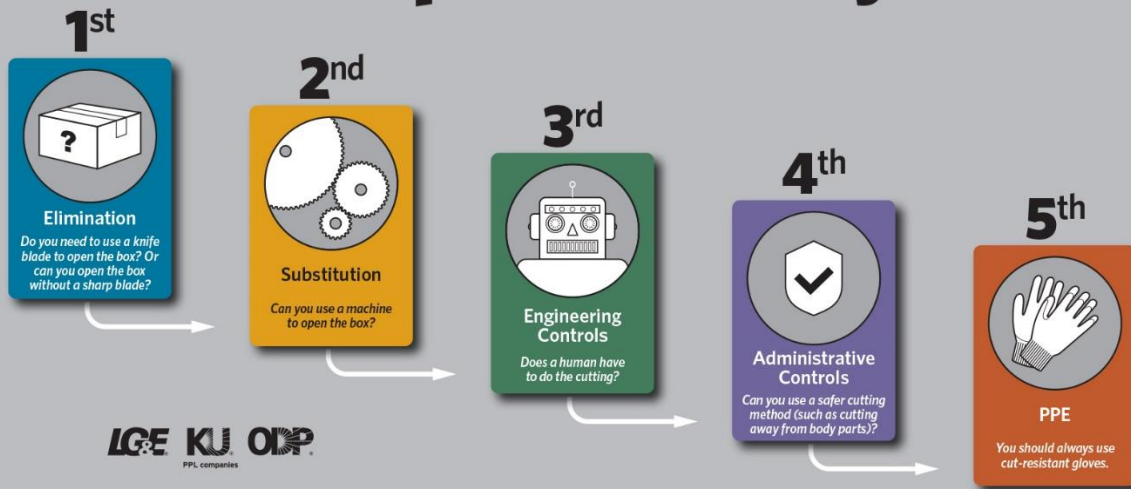 1st
?
Elimination
Do you need to use a knife
blade to open the box? Or
can you open the box
without a sharp blade?
2nd
Substitution
Can you use a machine
to open the box?
3rd
Engineering
Controls
Does a human have
to do the cutting?
4th
Administrative
Controls
Can you use a safer cutting
method (such as cutting
away from body parts)?
5th
PPE
You should always use
cut-resistant gloves.
LG&E KU ODP
PPL companies